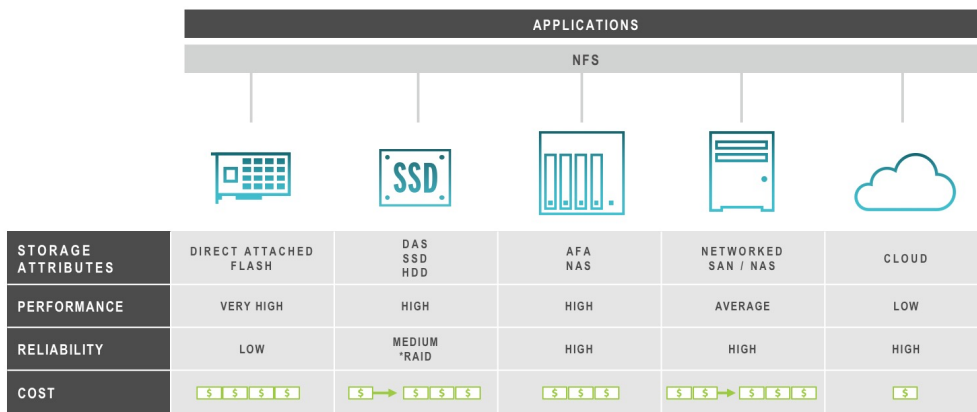 APPLICATIONS
NFS
SSD
STORAGE
ATTRIBUTES
DIRECT ATTACHED
FLASH
DAS
SSD
HDD
AFA
NAS
NETWORKED
SAN / NAS
CLOUD
PERFORMANCE
VERY HIGH
HIGH
HIGH
AVERAGE
LOW
RELIABILITY
LOW
MEDIUM
*RAID
HIGH
HIGH
HIGH
COST
$ $ $ $
$ $ $ $
$ $ $
$ $ $ $ $
$